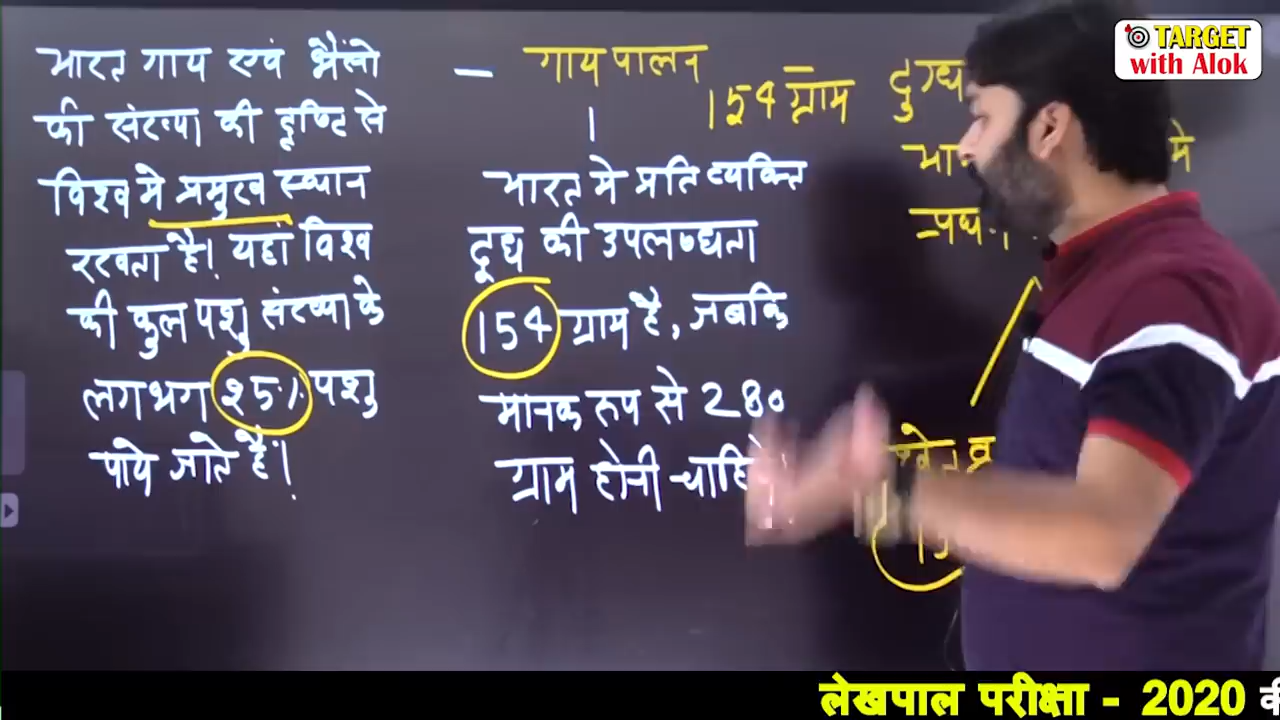 TARGET
with Alok
भारत गाय एवं भैंसो
की संख्या की दृष्टि से
विश्व में प्रमुख स्थान
रखता है। यहां विश्व
की कुल पशु संख्या के
लगभग 25% पशु
पाये जाते हैं।
– गाय पालन
154 ग्राम
भारत में प्रति व्यक्ति
दूध की उपलब्धता
154 ग्राम है, जबकि
मानक रूप से 280
ग्राम होनी चाहिये
दुग्ध
में
लेखपाल परीक्षा - 2020 की